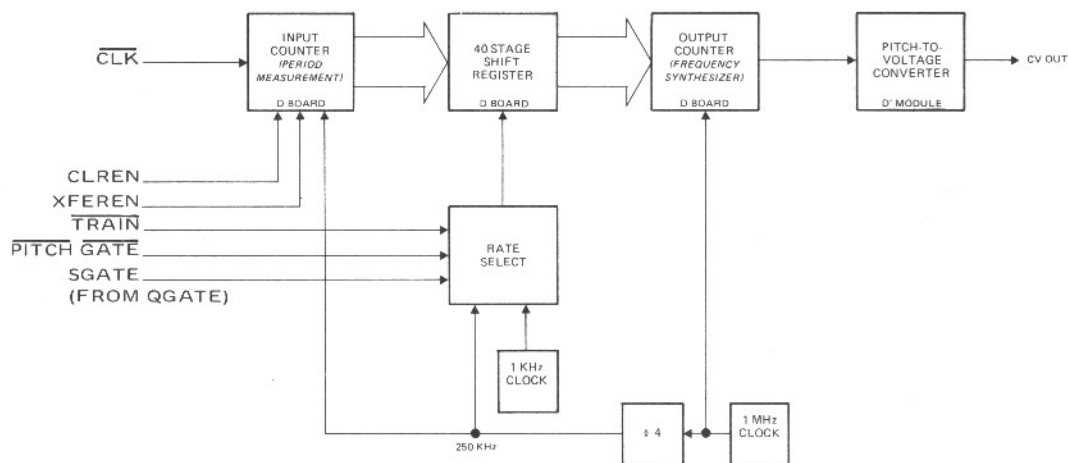 CLK
INPUT
COUNTER
(PERIOD
MEASUREMENT)
D BOARD
40 STAGE
SHIFT
REGISTER
D BOARD
OUTPUT
COUNTER
(FREQUENCY
SYNTHESIZER)
D BOARD
PITCH-TO-
VOLTAGE
CONVERTER
D' MODULE
CV OUT
CLREN
XFEREN
TRAIN
PITCH GATE
SGATE
(FROM QGATE)
RATE
SELECT
1 KHz
CLOCK
250 KHz
÷ 4
1 MHz
CLOCK